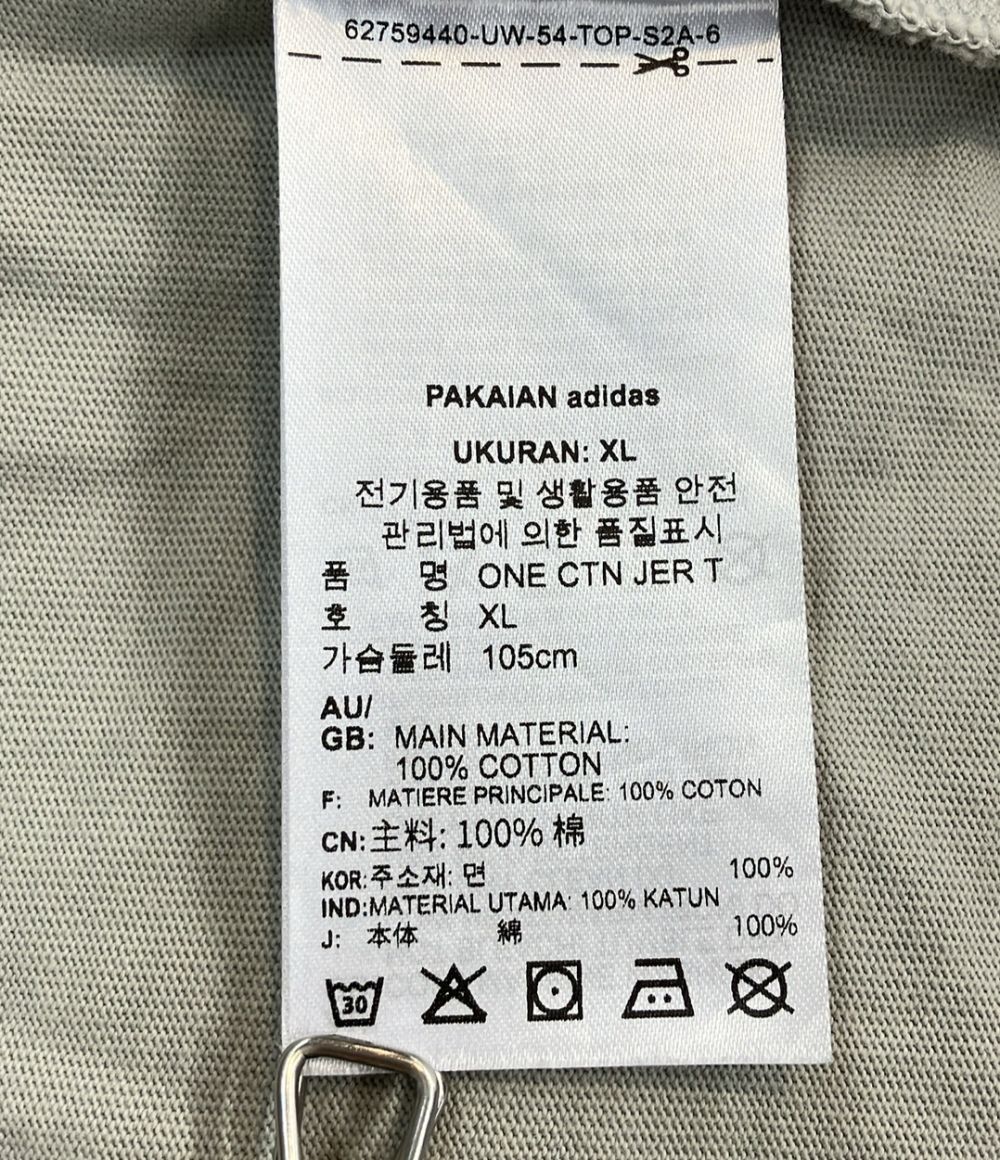 62759440-UW-54-TOP-S2A-6
PAKAIAN adidas
UKURAN: XL
전기용품 및 생활용품 안전
관리법에 의한 품질표시
품 명 ONE CTN JER T
호 칭 XL
가슴둘레 105cm
AU/
GB: MAIN MATERIAL:
100% COTTON
F: MATIERE PRINCIPALE: 100% COTON
CN:主料: 100% 棉
KOR:주소재: 면 100%
IND:MATERIAL UTAMA: 100% KATUN
J: 本体 綿 100%
30